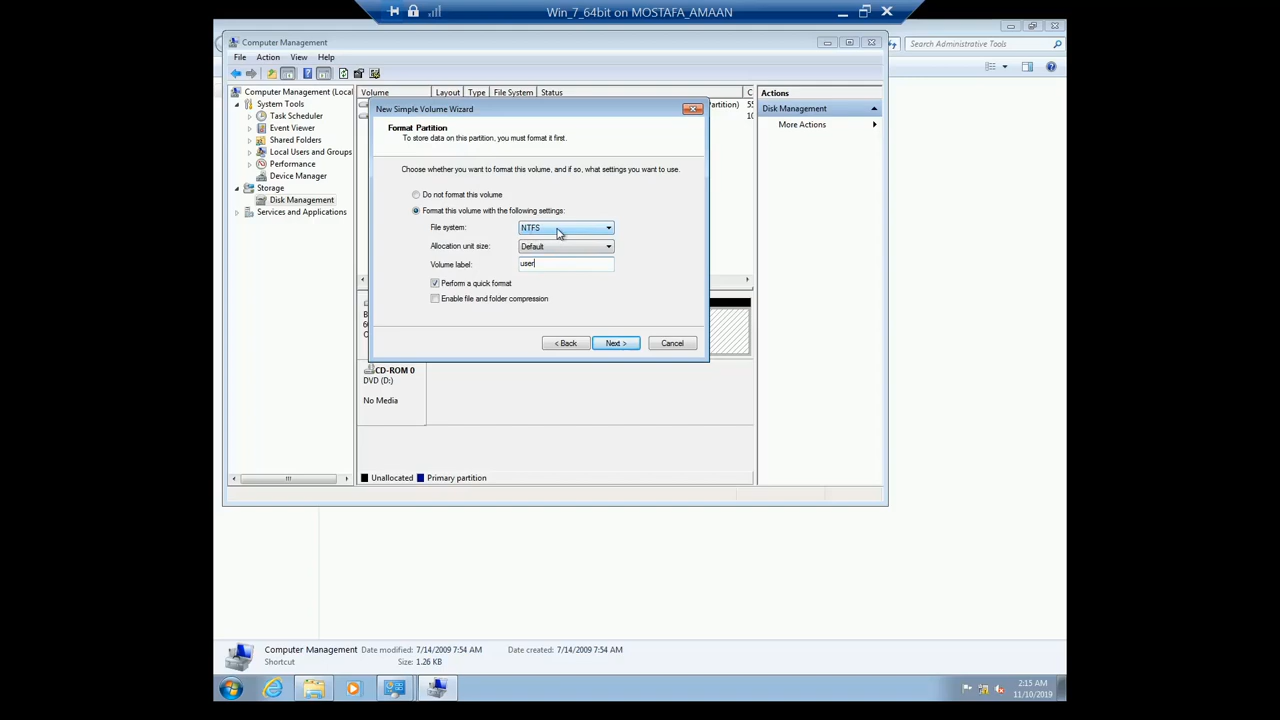 Win_7_64bit on MOSTAFA_AMAAN
Computer Management
Search Administrative Tools
File Action View Help
Computer Management (Local
System Tools
Task Scheduler
Event Viewer
Shared Folders
Local Users and Groups
Performance
Device Manager
Storage
Disk Management
Services and Applications
Volume Layout Type File System Status C
Partition) 55
10
New Simple Volume Wizard
Format Partition
To store data on this partition, you must format it first.
Choose whether you want to format this volume, and if so, what settings you want to use.
Do not format this volume
Format this volume with the following settings:
File system: NTFS
Allocation unit size: Default
Volume label: user
Perform a quick format
Enable file and folder compression
< Back Next > Cancel
B
60
O
CD-ROM 0
DVD (D:)
No Media
Unallocated Primary partition
Actions
Disk Management
More Actions
Computer Management Date modified: 7/14/2009 7:54 AM Date created: 7/14/2009 7:54 AM
Shortcut Size: 1.26 KB
2:15 AM
11/10/2019